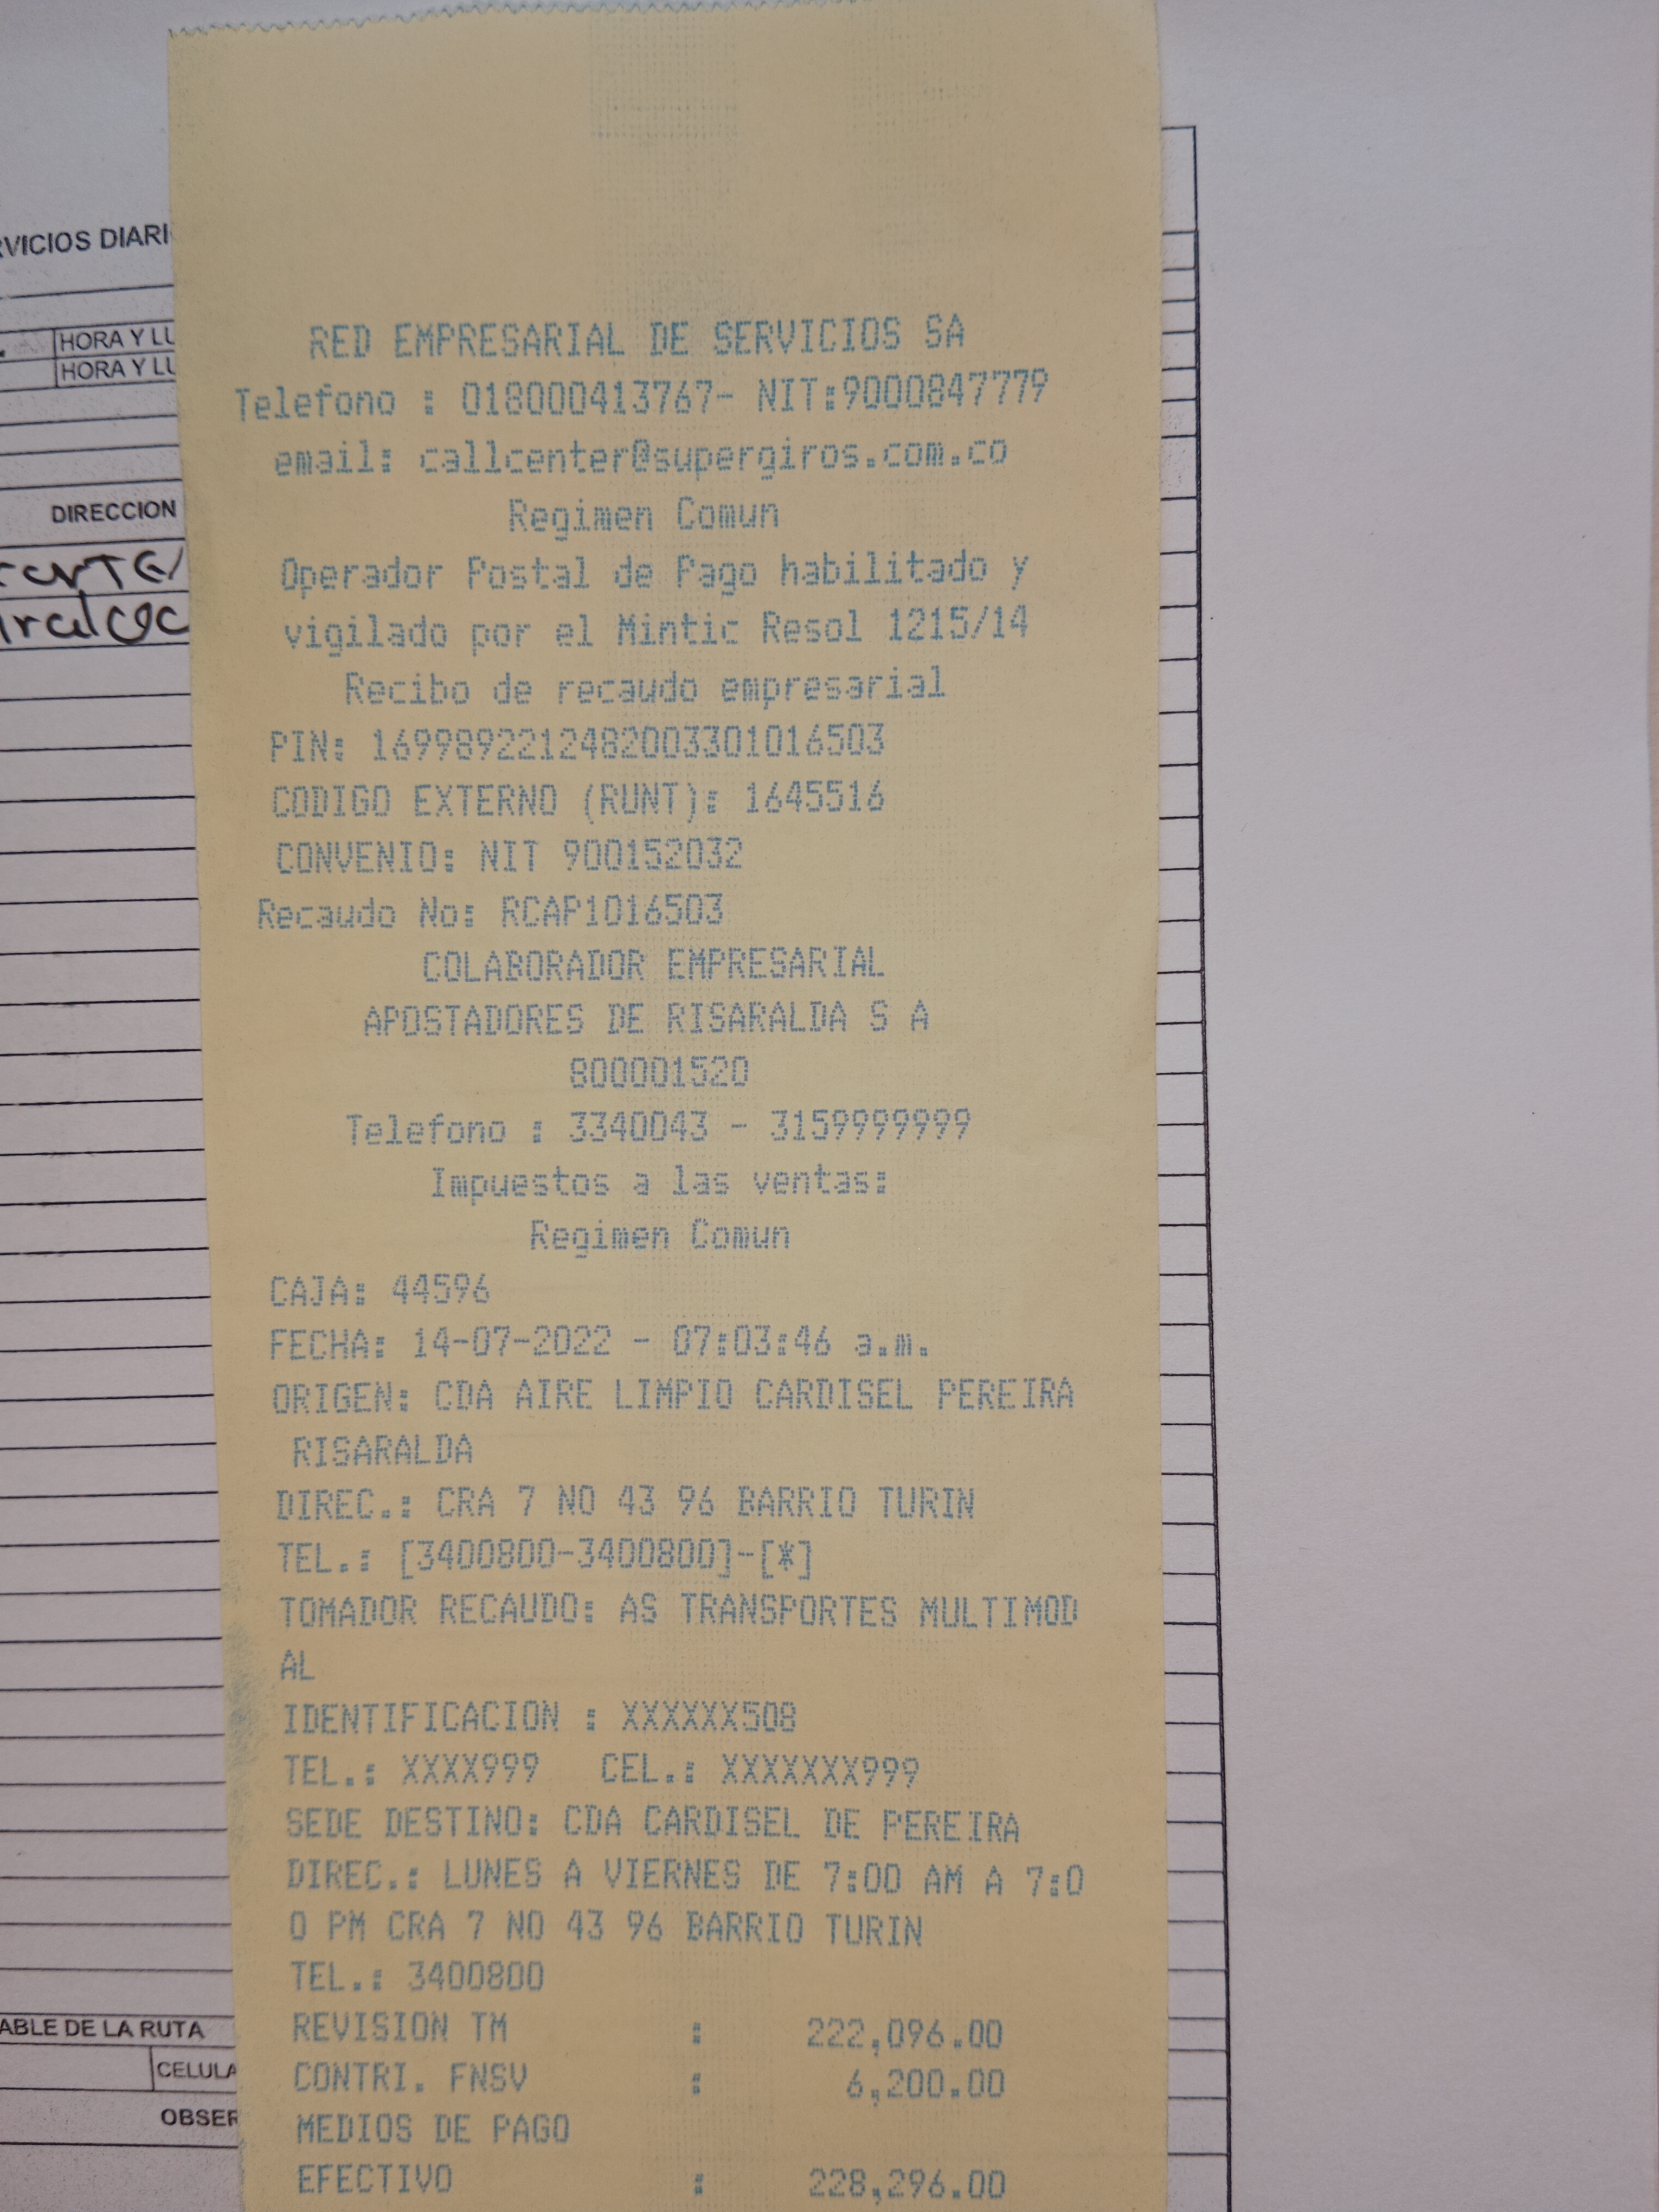 RVICIOS DIARI
HORA Y LU
HORA Y LU
DIRECCION
RED EMPRESARIAL DE SERVICIOS SA
Telefono : 018000413767- NIT:9000847779
email: callcenter@supergiros.com.co
Regimen Comun
Operador Postal de Pago habilitado y
vigilado por el Mintic Resol 1215/14
Recibo de recaudo empresarial
PIN: 1699892212482003301016503
CODIGO EXTERNO (RUNT): 1645516
CONVENIO: NIT 900152032
Recaudo No: RCAP1016503
COLABORADOR EMPRESARIAL
APOSTADORES DE RISARALDA S A
800001520
Telefono : 3340043 - 3159999999
Impuestos a las ventas:
Regimen Comun
CAJA: 44596
FECHA: 14-07-2022 - 07:03:46 a.m.
ORIGEN: CDA AIRE LIMPIO CARDISEL PEREIRA
RISARALDA
DIREC.: CRA 7 NO 43 96 BARRIO TURIN
TEL.: [3400800-3400800]-[*]
TOMADOR RECAUDO: AS TRANSPORTES MULTIMOD
AL
IDENTIFICACION : XXXXXX508
TEL.: XXXX999 CEL.: XXXXXXX999
SEDE DESTINO: CDA CARDISEL DE PEREIRA
DIREC.: LUNES A VIERNES DE 7:00 AM A 7:0
0 PM CRA 7 NO 43 96 BARRIO TURIN
TEL.: 3400800
REVISION TM : 222,096.00
CONTRI. FNSV : 6,200.00
MEDIOS DE PAGO
EFECTIVO : 228,296.00
ABLE DE LA RUTA
CELULA
OBSER